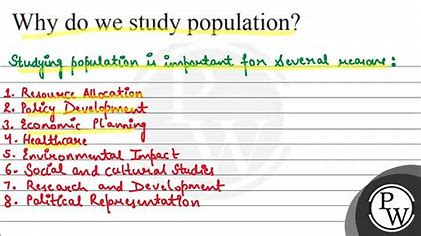 Why do we study population?
Studying population is important for several reasons:
1. Resource Allocation
2. Policy Development
3. Economic Planning
4. Healthcare
5. Environmental Impact
6. Social and Cultural Studies
7. Research and Development
8. Political Representation
PW
PW